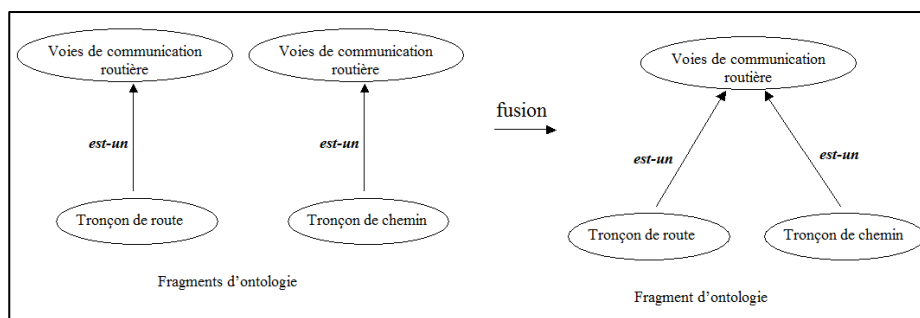 Voies de communication
routière
Voies de communication
routière
est-un
est-un
Tronçon de route
Tronçon de chemin
Fragments d'ontologie
fusion
Voies de communication
routière
est-un
est-un
Tronçon de route
Tronçon de chemin
Fragment d'ontologie